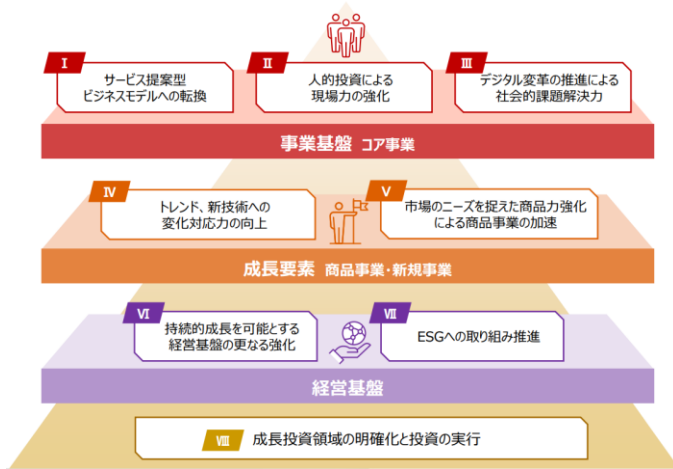 Ⅰ
サービス提案型
ビジネスモデルへの転換
Ⅱ
人的投資による
現場力の強化
Ⅲ
デジタル変革の推進による
社会的課題解決力
事業基盤 コア事業
Ⅳ
トレンド、新技術への
変化対応力の向上
Ⅴ
市場のニーズを捉えた商品力強化
による商品事業の加速
成長要素 商品事業・新規事業
Ⅵ
持続的成長を可能とする
経営基盤の更なる強化
Ⅶ
ESGへの取り組み推進
経営基盤
Ⅷ 成長投資領域の明確化と投資の実行